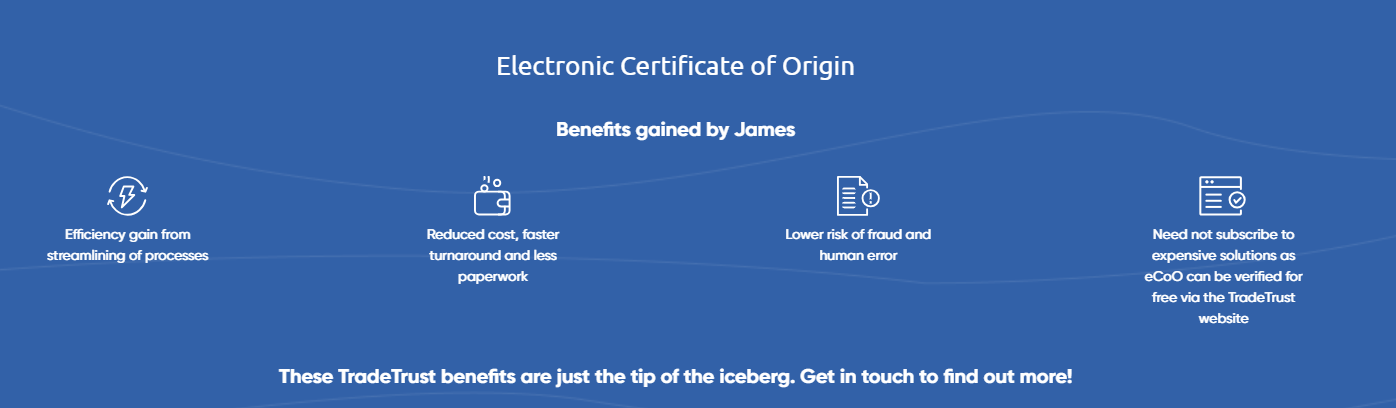 Electronic Certificate of Origin
Benefits gained by James
Efficiency gain from
streamlining of processes
Reduced cost, faster
turnaround and less
paperwork
Lower risk of fraud and
human error
Need not subscribe to
expensive solutions as
eCoO can be verified for
free via the TradeTrust
website
These TradeTrust benefits are just the tip of the iceberg. Get in touch to find out more!